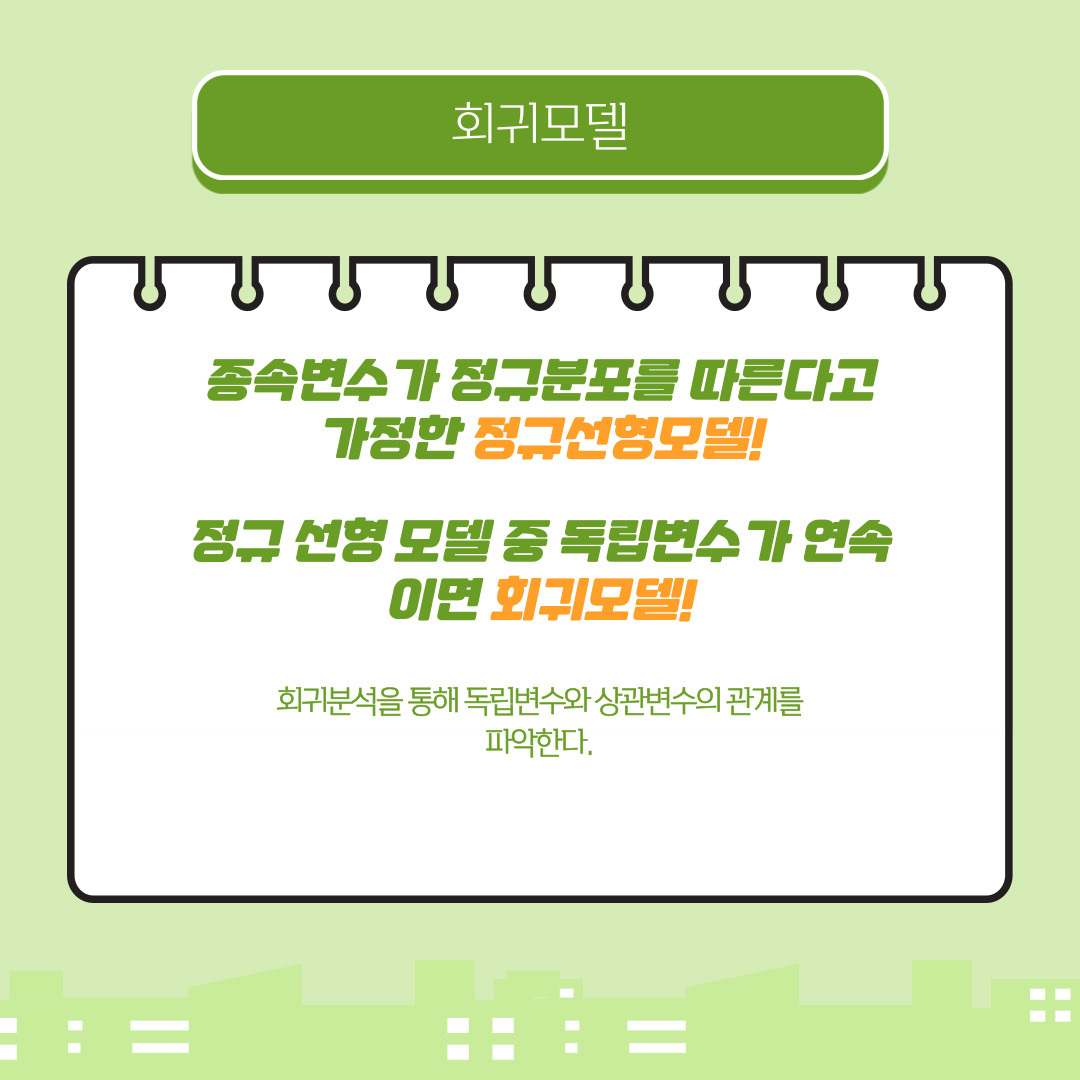 회귀모델
종속변수가 정규분포를 따른다고
가정한 정규선형모델!
정규 선형 모델 중 독립변수가 연속
이면 회귀모델!
회귀분석을 통해 독립변수와 상관변수의 관계를
파악한다.